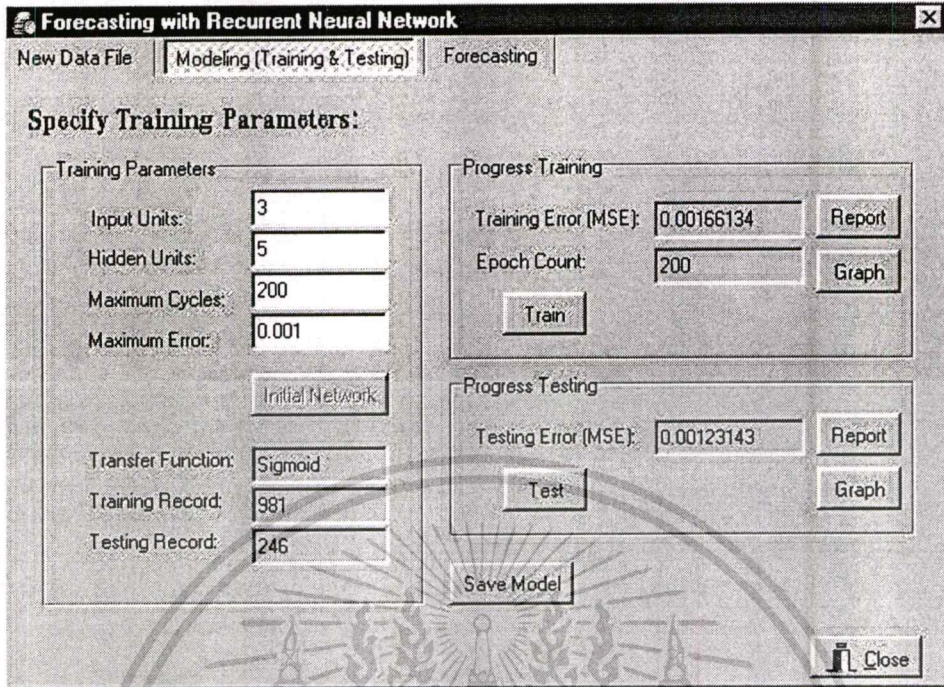 Forecasting with Recurrent Neural Network
New Data File
Modeling (Training & Testing)
Forecasting
Specify Training Parameters:
Training Parameters
Input Units: 3
Hidden Units: 5
Maximum Cycles: 200
Maximum Error: 0.001
Initial Network
Transfer Function: Sigmoid
Training Record: 981
Testing Record: 246
Progress Training
Training Error (MSE): 0.00166134 Report
Epoch Count: 200 Graph
Train
Progress Testing
Testing Error (MSE): 0.00123143 Report
Test Graph
Save Model
Close